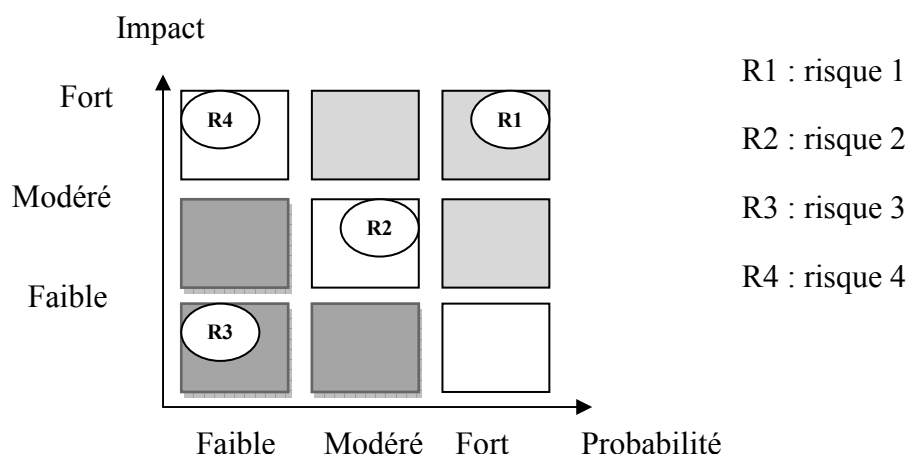 Impact
Fort
Modéré
Faible
R4
R1
R2
R3
Faible Modéré Fort Probabilité
R1 : risque 1
R2 : risque 2
R3 : risque 3
R4 : risque 4